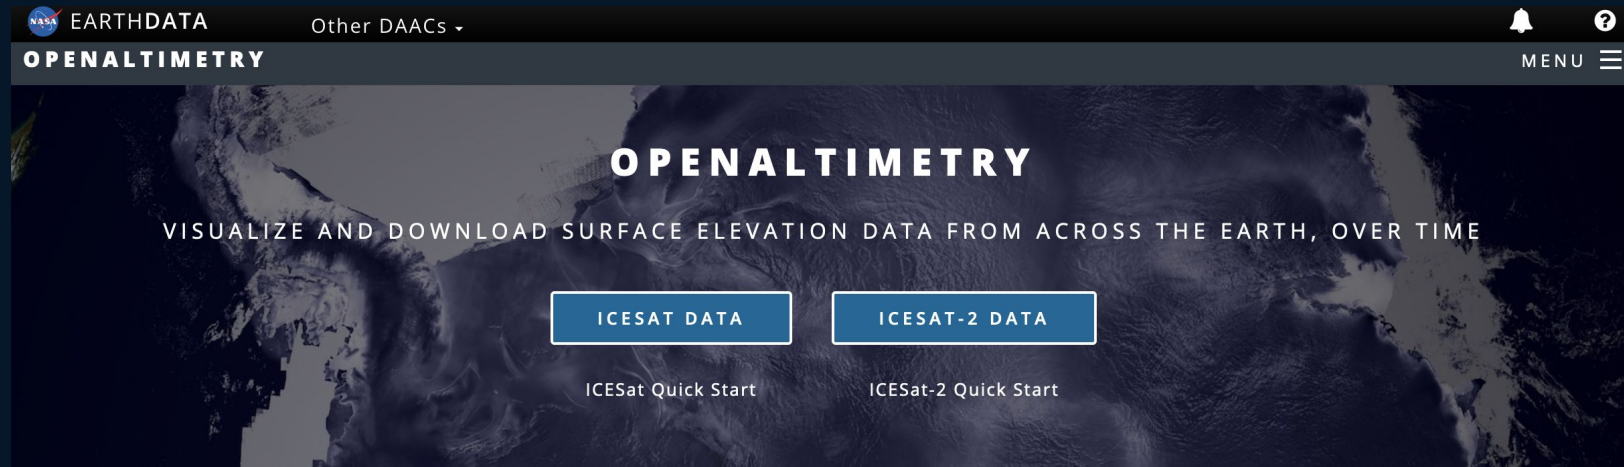 NASA EARTHDATA Other DAACs
OPENALTIMETRY MENU
OPENALTIMETRY
VISUALIZE AND DOWNLOAD SURFACE ELEVATION DATA FROM ACROSS THE EARTH, OVER TIME
ICESAT DATA ICESAT-2 DATA
ICESat Quick Start ICESat-2 Quick Start